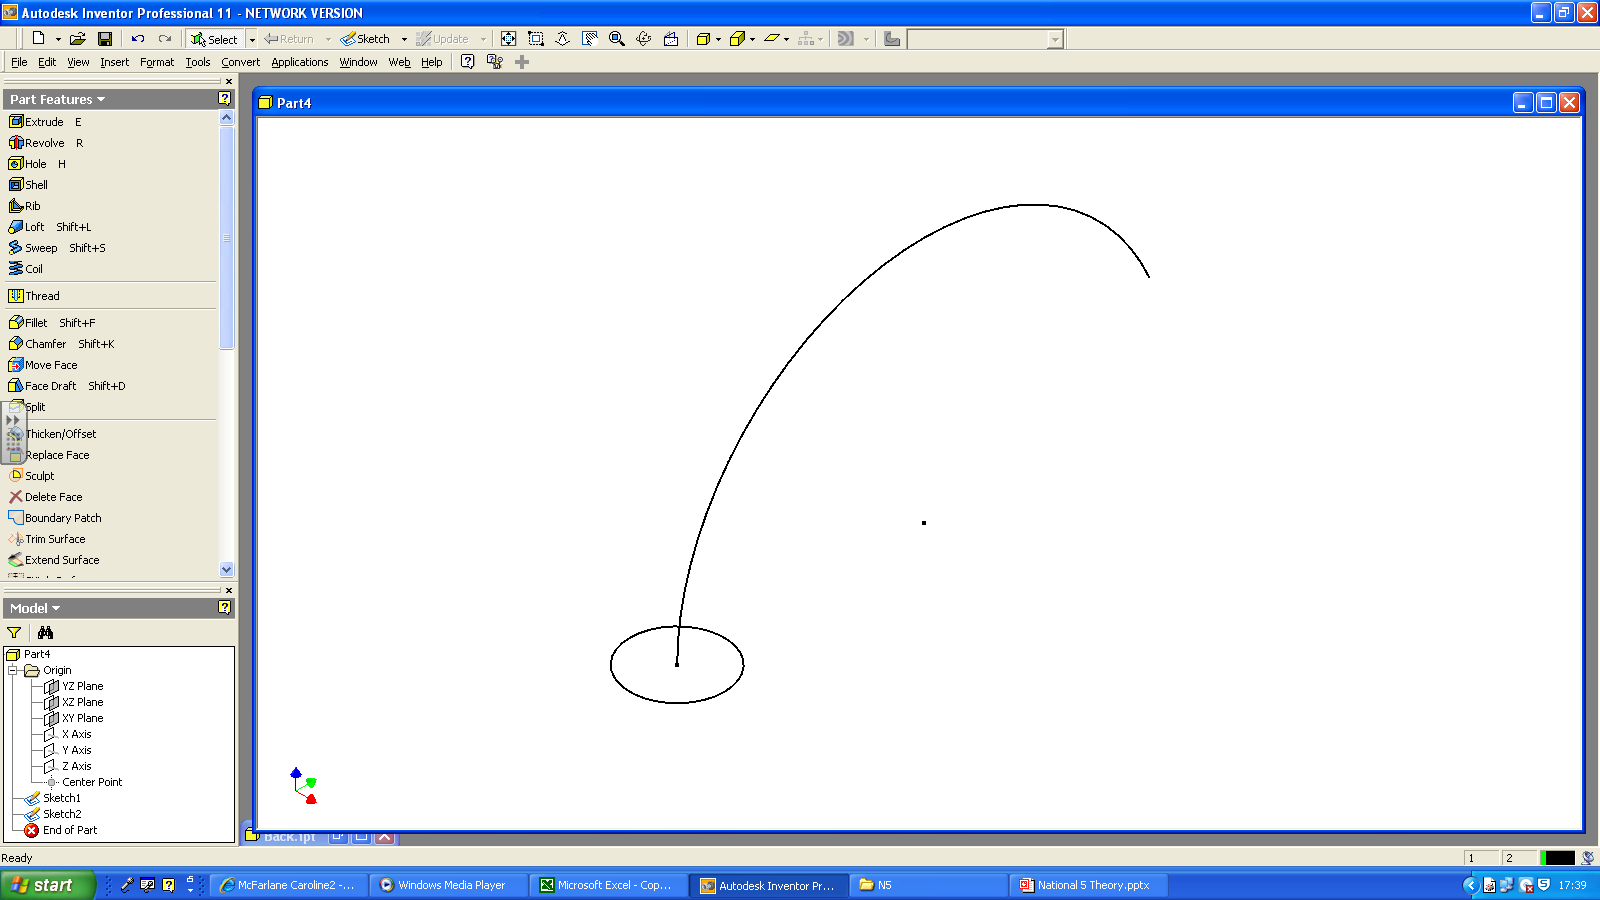 Autodesk Inventor Professional 11 - NETWORK VERSION
Select Return Sketch Update
File Edit View Insert Format Tools Convert Applications Window Web Help
Part Features
Extrude E
Revolve R
Hole H
Shell
Rib
Loft Shift+L
Sweep Shift+S
Coil
Thread
Fillet Shift+F
Chamfer Shift+K
Move Face
Face Draft Shift+D
Split
Thicken/Offset
Replace Face
Sculpt
Delete Face
Boundary Patch
Trim Surface
Extend Surface
Model
Part4
Origin
YZ Plane
XZ Plane
XY Plane
X Axis
Y Axis
Z Axis
Center Point
Sketch1
Sketch2
End of Part
Part4
Back.ipt
Ready
1 2
start
McFarlane Caroline2 -...
Windows Media Player
Microsoft Excel - Cop...
Autodesk Inventor Pr...
N5
National 5 Theory.pptx
17:39